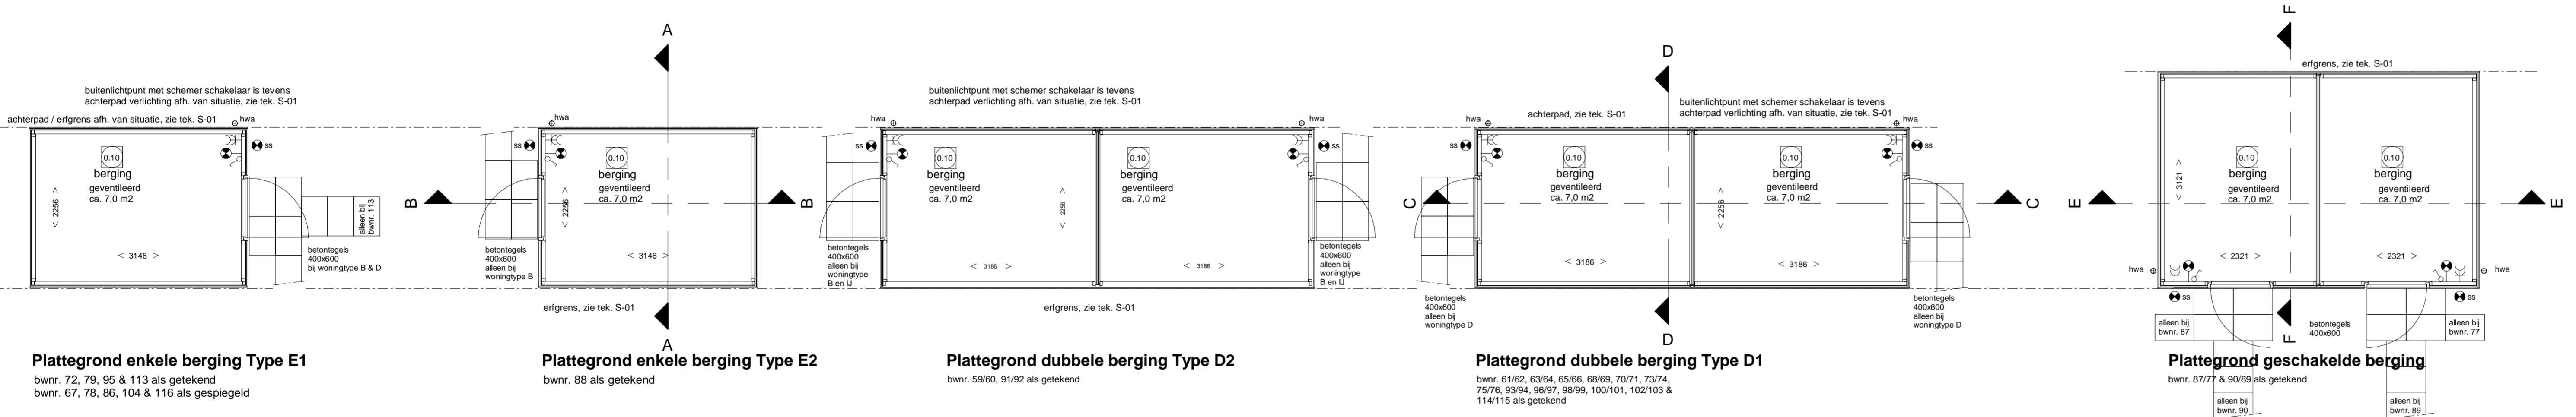 buitenlichtpunt met schemer schakelaar is tevens
achterpad verlichting afh. van situatie, zie tek. S-01
achterpad / erfgrens afh. van situatie, zie tek. S-01
hwa
ss
0.10
berging
geventileerd
ca. 7,0 m2
< 2256 >
< 3146 >
alleen bij
bwnr. 113
betontegels
400x600
bij woningtype B & D
Plattegrond enkele berging Type E1
bwnr. 72, 79, 95 & 113 als getekend
bwnr. 67, 78, 86, 104 & 116 als gespiegeld
A
hwa
ss
0.10
berging
geventileerd
ca. 7,0 m2
B
B
< 2256 >
< 3146 >
betontegels
400x600
alleen bij
woningtype B
erfgrens, zie tek. S-01
A
Plattegrond enkele berging Type E2
bwnr. 88 als getekend
buitenlichtpunt met schemer schakelaar is tevens
achterpad verlichting afh. van situatie, zie tek. S-01
hwa
hwa
ss
ss
0.10
berging
geventileerd
ca. 7,0 m2
0.10
berging
geventileerd
ca. 7,0 m2
< 2256 >
< 3186 >
< 3186 >
betontegels
400x600
alleen bij
woningtype
B en IJ
betontegels
400x600
alleen bij
woningtype
B en IJ
erfgrens, zie tek. S-01
Plattegrond dubbele berging Type D2
bwnr. 59/60, 91/92 als getekend
D
buitenlichtpunt met schemer schakelaar is tevens
achterpad verlichting afh. van situatie, zie tek. S-01
achterpad, zie tek. S-01
hwa
hwa
ss
ss
0.10
berging
geventileerd
ca. 7,0 m2
0.10
berging
geventileerd
ca. 7,0 m2
C
C
< 2256 >
< 3186 >
< 3186 >
betontegels
400x600
alleen bij
woningtype D
betontegels
400x600
alleen bij
woningtype D
D
Plattegrond dubbele berging Type D1
bwnr. 61/62, 63/64, 65/66, 68/69, 70/71, 73/74,
75/76, 93/94, 96/97, 98/99, 100/101, 102/103 &
114/115 als getekend
F
erfgrens, zie tek. S-01
0.10
berging
geventileerd
ca. 7,0 m2
0.10
berging
geventileerd
ca. 7,0 m2
< 3121 >
E
E
< 2321 >
< 2321 >
hwa
hwa
ss
ss
alleen bij
bwnr. 87
betontegels
400x600
alleen bij
bwnr. 77
F
Plattegrond geschakelde berging
bwnr. 87/77 & 90/89 als getekend
alleen bij
bwnr. 90
alleen bij
bwnr. 89